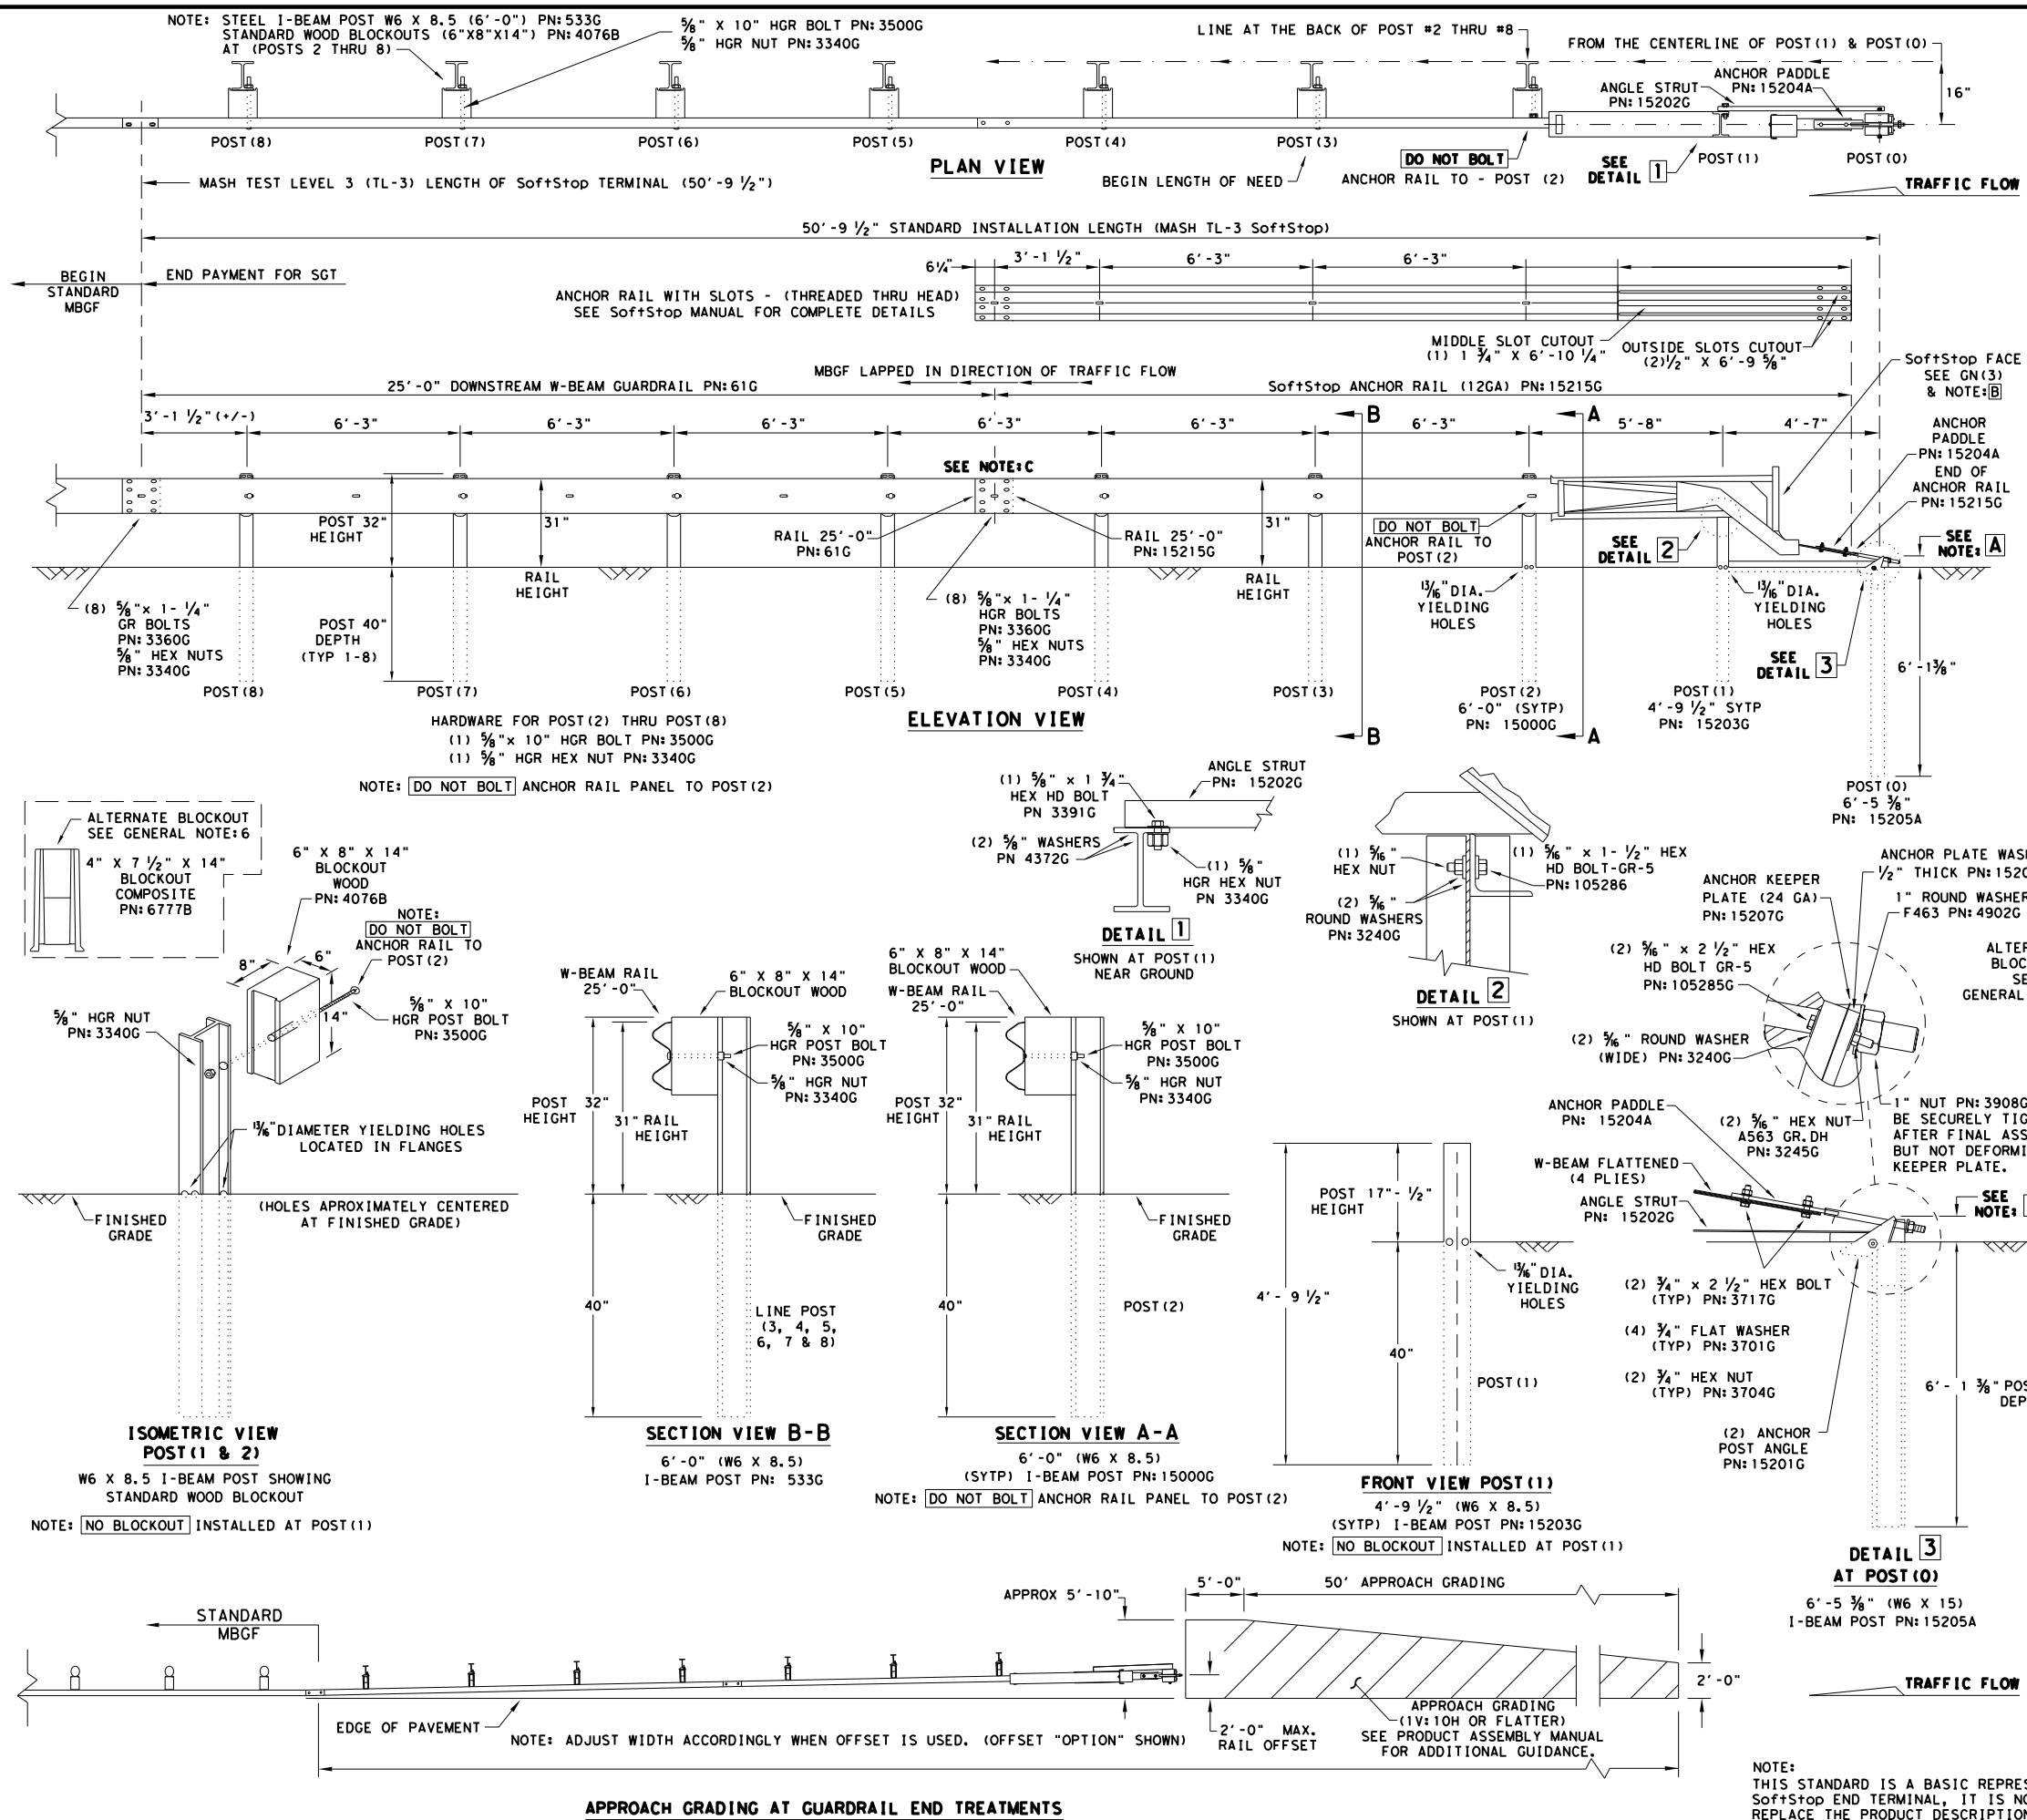 NOTE: STEEL I-BEAM POST W6 X 8.5 (6'-0") PN:533G
STANDARD WOOD BLOCKOUTS (6"X8"X14") PN:4076B
AT (POSTS 2 THRU 8)
5/8" X 10" HGR BOLT PN:3500G
5/8" HGR NUT PN:3340G
LINE AT THE BACK OF POST #2 THRU #8
FROM THE CENTERLINE OF POST(1) & POST(0)
ANGLE STRUT
PN:15202G
ANCHOR PADDLE
PN:15204A
16"
POST(8)
POST(7)
POST(6)
POST(5)
POST(4)
POST(3)
POST(1)
POST(0)
PLAN VIEW
DO NOT BOLT
ANCHOR RAIL TO - POST (2)
SEE
DETAIL 1
MASH TEST LEVEL 3 (TL-3) LENGTH OF SoftStop TERMINAL (50'-9 1/2")
BEGIN LENGTH OF NEED
TRAFFIC FLOW
50'-9 1/2" STANDARD INSTALLATION LENGTH (MASH TL-3 SoftStop)
BEGIN
STANDARD
MBGF
END PAYMENT FOR SGT
6 1/4"
3'-1 1/2"
6'-3"
6'-3"
ANCHOR RAIL WITH SLOTS - (THREADED THRU HEAD)
SEE SoftStop MANUAL FOR COMPLETE DETAILS
MIDDLE SLOT CUTOUT
(1) 1 3/4" X 6'-10 1/4"
OUTSIDE SLOTS CUTOUT
(2)1/2" X 6'-9 5/8"
SoftStop FACE
SEE GN(3)
& NOTE:B
MBGF LAPPED IN DIRECTION OF TRAFFIC FLOW
25'-0" DOWNSTREAM W-BEAM GUARDRAIL PN:61G
SoftStop ANCHOR RAIL (12GA) PN:15215G
3'-1 1/2"(+/-)
6'-3"
6'-3"
6'-3"
6'-3"
6'-3"
6'-3"
5'-8"
4'-7"
B
A
ANCHOR
PADDLE
PN:15204A
END OF
ANCHOR RAIL
PN:15215G
SEE NOTE:C
POST 32"
HEIGHT
31"
RAIL 25'-0"
PN:61G
RAIL 25'-0"
PN:15215G
31"
DO NOT BOLT
ANCHOR RAIL TO
POST(2)
SEE
DETAIL 2
SEE
NOTE: A
RAIL
HEIGHT
RAIL
HEIGHT
(8) 5/8"x 1- 1/4"
GR BOLTS
PN:3360G
5/8" HEX NUTS
PN:3340G
POST 40"
DEPTH
(TYP 1-8)
(8) 5/8"x 1- 1/4"
HGR BOLTS
PN:3360G
5/8" HEX NUTS
PN:3340G
13/16" DIA.
YIELDING
HOLES
13/16" DIA.
YIELDING
HOLES
SEE
DETAIL 3
6'-1 3/8"
POST(8)
POST(7)
POST(6)
POST(5)
POST(4)
POST(3)
POST(2)
6'-0" (SYTP)
PN: 15000G
POST(1)
4'-9 1/2" SYTP
PN: 15203G
POST(0)
6'-5 3/8"
PN: 15205A
HARDWARE FOR POST(2) THRU POST(8)
(1) 5/8"x 10" HGR BOLT PN:3500G
(1) 5/8" HGR HEX NUT PN:3340G
ELEVATION VIEW
B
A
NOTE: DO NOT BOLT ANCHOR RAIL PANEL TO POST(2)
ALTERNATE BLOCKOUT
SEE GENERAL NOTE:6
4" X 7 1/2" X 14"
BLOCKOUT
COMPOSITE
PN:6777B
6" X 8" X 14"
BLOCKOUT
WOOD
PN:4076B
NOTE:
DO NOT BOLT
ANCHOR RAIL TO
POST(2)
8"
6"
14"
5/8" HGR NUT
PN:3340G
5/8" X 10"
HGR POST BOLT
PN:3500G
13/16"DIAMETER YIELDING HOLES
LOCATED IN FLANGES
(HOLES APROXIMATELY CENTERED
AT FINISHED GRADE)
FINISHED
GRADE
ISOMETRIC VIEW
POST(1 & 2)
W6 X 8.5 I-BEAM POST SHOWING
STANDARD WOOD BLOCKOUT
NOTE: NO BLOCKOUT INSTALLED AT POST(1)
(1) 5/8" x 1 3/4"
HEX HD BOLT
PN 3391G
ANGLE STRUT
PN: 15202G
(2) 5/8" WASHERS
PN 4372G
(1) 5/8
HGR HEX NUT
PN 3340G
DETAIL 1
SHOWN AT POST(1)
NEAR GROUND
(1) 5/16"
HEX NUT
(1) 5/16" x 1- 1/2" HEX
HD BOLT-GR-5
PN:105286
(2) 5/16"
ROUND WASHERS
PN:3240G
DETAIL 2
SHOWN AT POST(1)
ANCHOR PLATE
1/2" THICK
ANCHOR KEEPER
PLATE (24 GA)
PN:15207G
1" ROUND WASHER
F463 PN:4902G
(2) 5/16" x 2 1/2" HEX
HD BOLT GR-5
PN:105285G
SEE
GENERAL
(2) 5/16" ROUND WASHER
(WIDE) PN:3240G
(2) 5/16" HEX NUT
A563 GR.DH
PN:3245G
1" NUT PN:3908G
BE SECURELY
AFTER FINAL
BUT NOT
KEEPER PLATE.
W-BEAM RAIL
25'-0"
6" X 8" X 14"
BLOCKOUT WOOD
5/8" X 10"
HGR POST BOLT
PN:3500G
5/8" HGR NUT
PN:3340G
POST 32"
HEIGHT
31" RAIL
HEIGHT
FINISHED
GRADE
40"
LINE POST
(3, 4, 5,
6, 7 & 8)
SECTION VIEW B-B
6'-0" (W6 X 8.5)
I-BEAM POST PN: 533G
6" X 8" X 14"
BLOCKOUT WOOD
W-BEAM RAIL
25'-0"
5/8" X 10"
HGR POST BOLT
PN:3500G
5/8" HGR NUT
PN:3340G
POST 32"
HEIGHT
31" RAIL
HEIGHT
FINISHED
GRADE
40"
POST(2)
SECTION VIEW A-A
6'-0" (W6 X 8.5)
(SYTP) I-BEAM POST PN:15000G
NOTE: DO NOT BOLT ANCHOR RAIL PANEL TO POST(2)
POST 17"- 1/2"
HEIGHT
13/16"DIA.
YIELDING
HOLES
4'- 9 1/2"
40"
POST(1)
FRONT VIEW POST(1)
4'-9 1/2" (W6 X 8.5)
(SYTP) I-BEAM POST PN:15203G
NOTE: NO BLOCKOUT INSTALLED AT POST(1)
ANCHOR PADDLE
PN: 15204A
W-BEAM FLATTENED
(4 PLIES)
ANGLE STRUT
PN: 15202G
SEE
NOTE:
(2) 3/4" x 2 1/2" HEX BOLT
(TYP) PN:3717G
(4) 3/4" FLAT WASHER
(TYP) PN:3701G
(2) 3/4" HEX NUT
(TYP) PN:3704G
6'- 1 3/8"
(2) ANCHOR
POST ANGLE
PN:15201G
DETAIL 3
AT POST(0)
6'-5 3/8" (W6 X 15)
I-BEAM POST PN:15205A
STANDARD
MBGF
APPROX 5'-10"
5'-0"
50' APPROACH GRADING
2'-0"
TRAFFIC FLOW
EDGE OF PAVEMENT
NOTE: ADJUST WIDTH ACCORDINGLY WHEN OFFSET IS USED. (OFFSET "OPTION" SHOWN)
2'-0" MAX.
RAIL OFFSET
APPROACH GRADING
(1V:10H OR FLATTER)
SEE PRODUCT ASSEMBLY MANUAL
FOR ADDITIONAL GUIDANCE.
APPROACH GRADING AT GUARDRAIL END TREATMENTS
NOTE:
THIS STANDARD IS A BASIC
SoftStop END TERMINAL, IT IS
REPLACE THE PRODUCT DESCRIPTION